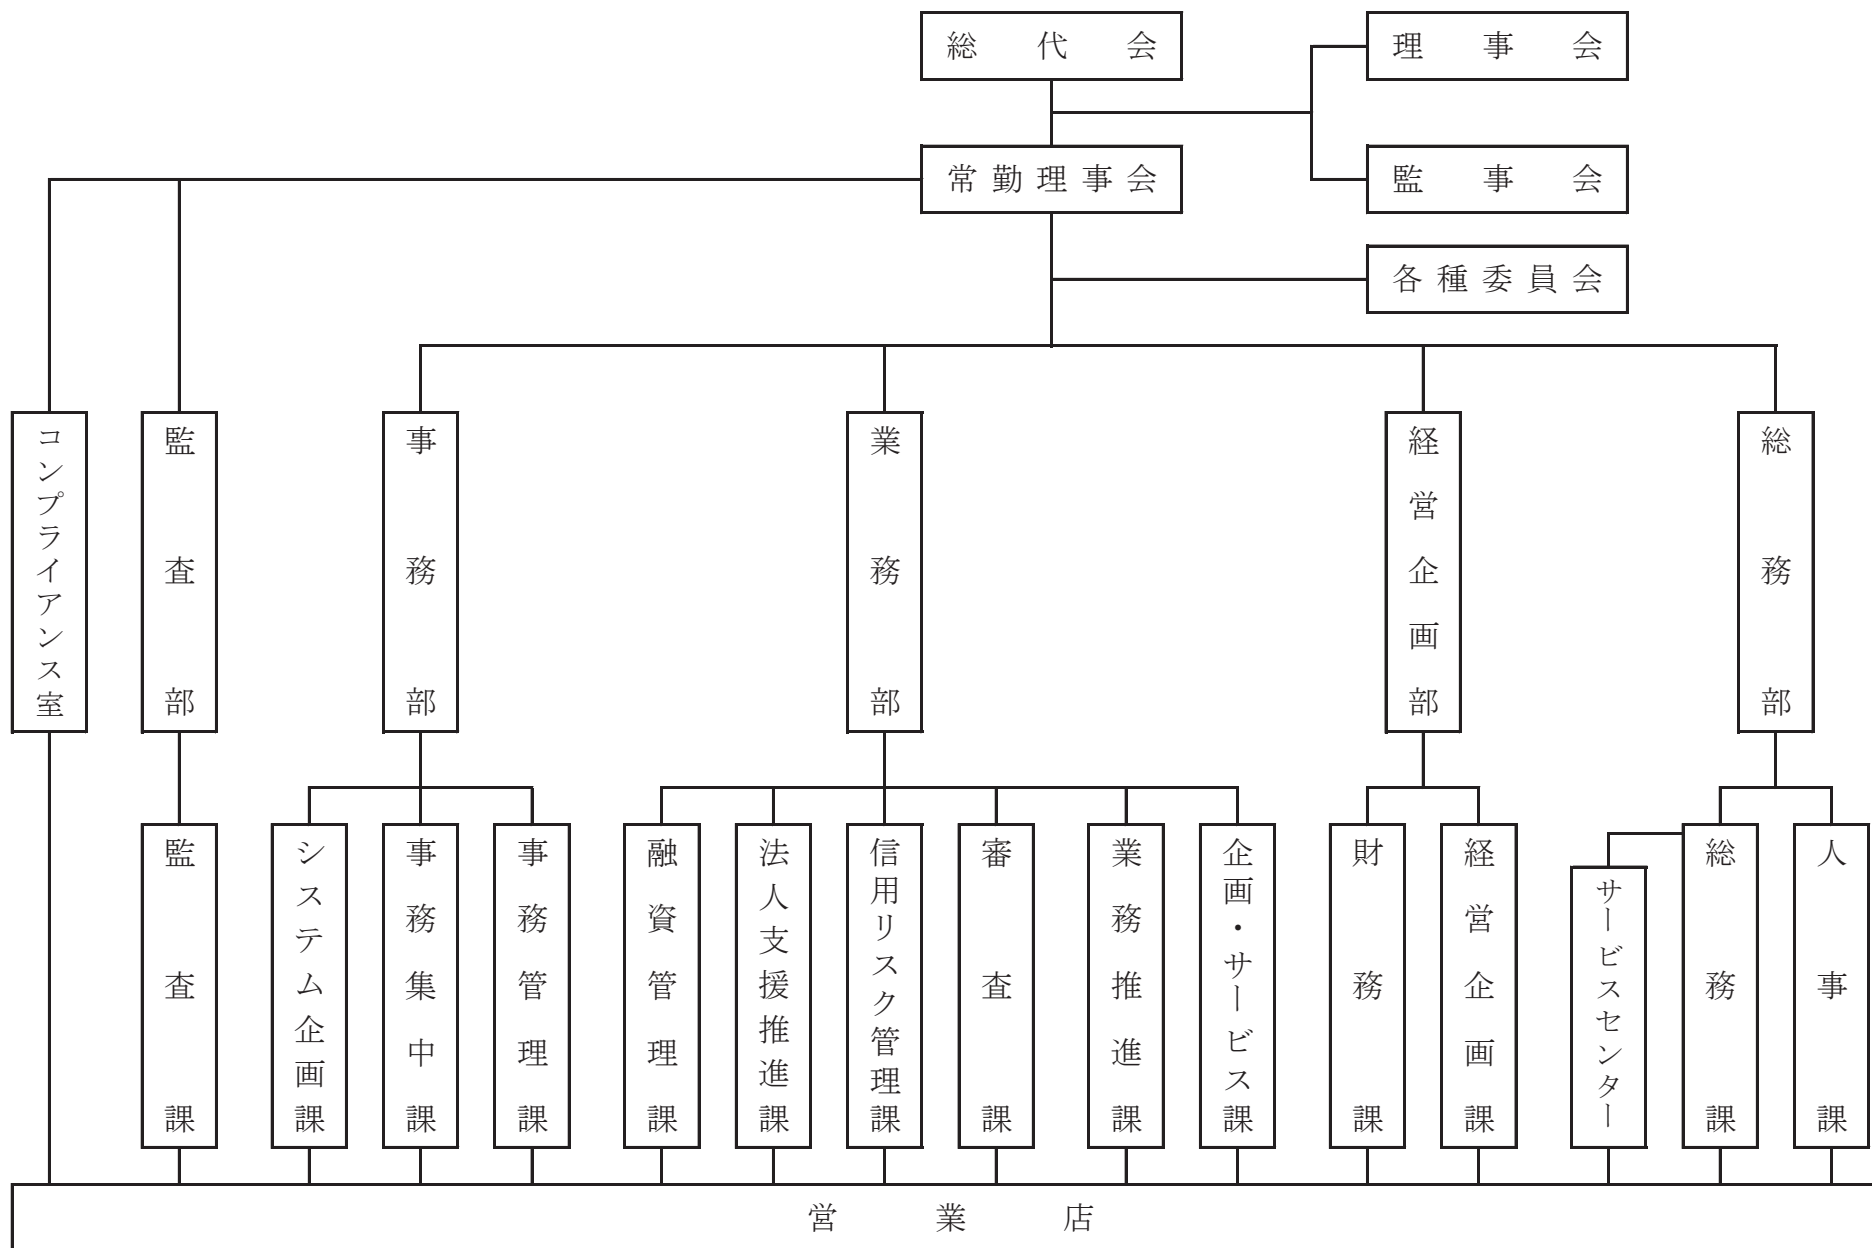 総代会
理事会
常勤理事会
監事会
各種委員会
コンプライアンス室
監査部
事務部
業務部
経営企画部
総務部
監査課
システム企画課
事務集中課
事務管理課
融資管理課
法人支援推進課
信用リスク管理課
審査課
業務推進課
企画・サービス課
財務課
経営企画課
サービスセンター
総務課
人事課
営業店